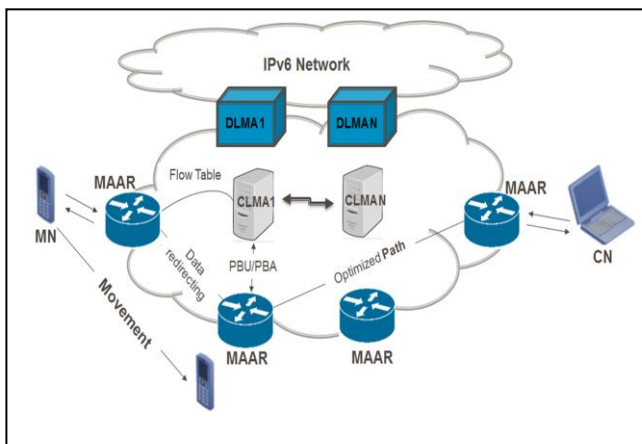 IPv6 Network
DLMA1
DLMAN
MAAR
Flow Table
CLMA1
CLMAN
MAAR
MN
CN
Data redirecting
PBU/PBA
Optimized Path
Movement
MAAR
MAAR